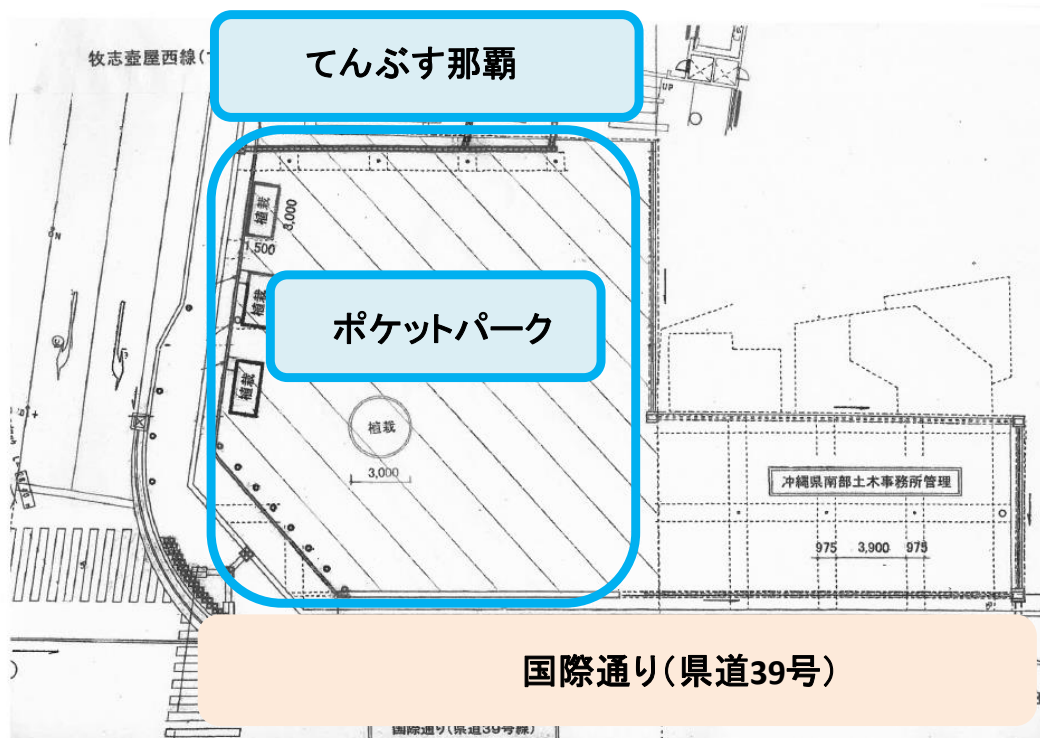 牧志壺屋西線(
てんぶす那覇
UP
植栽
3,000
1,500
植栽
ポケットパーク
植栽
植栽
3,000
沖縄県南部土木事務所管理
975 3,900 975
国際通り(県道39号)
国際通り(県道39号線)